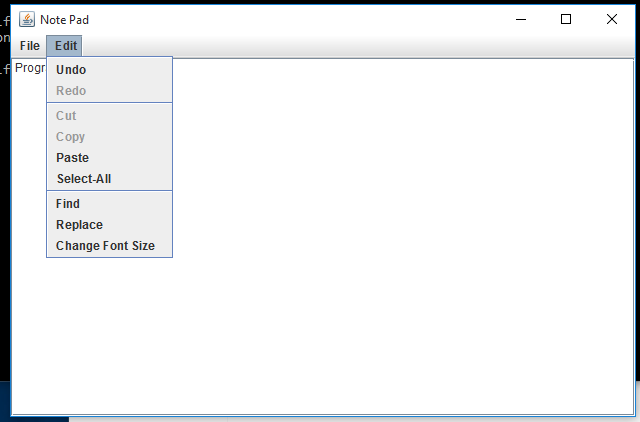 Note Pad
File Edit
Progr
Undo
Redo
Cut
Copy
Paste
Select-All
Find
Replace
Change Font Size